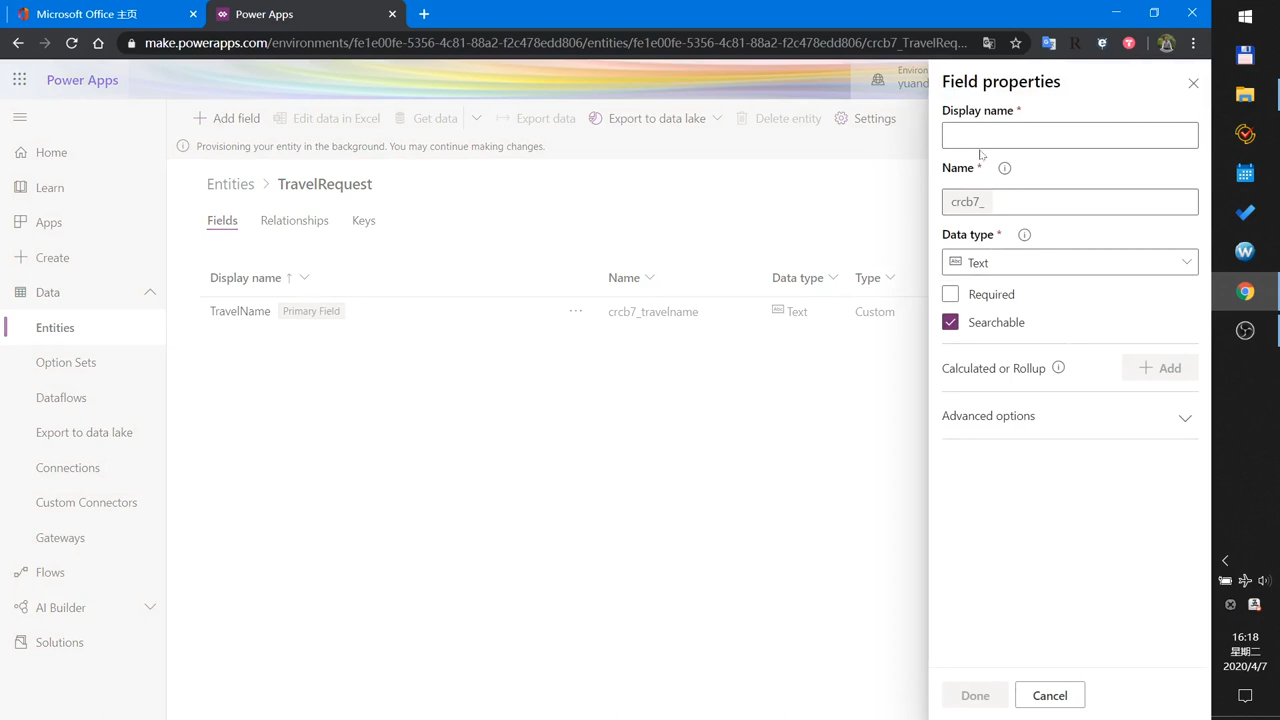 Microsoft Office 主页
Power Apps
make.powerapps.com/environments/fe1e00fe-5356-4c81-88a2-f2c478edd806/entities/fe1e00fe-5356-4c81-88a2-f2c478edd806/crcb7_TravelReq...
Power Apps
Environ
yuand
Add field
Edit data in Excel
Get data
Export data
Export to data lake
Delete entity
Settings
Provisioning your entity in the background. You may continue making changes.
Home
Learn
Apps
Create
Data
Entities
Option Sets
Dataflows
Export to data lake
Connections
Custom Connectors
Gateways
Flows
AI Builder
Solutions
Entities > TravelRequest
Fields Relationships Keys
Display name ↑ Name Data type Type
TravelName Primary Field ... crcb7_travelname Abc Text Custom
Field properties
Display name *
Name *
crcb7_
Data type *
Abc Text
Required
Searchable
Calculated or Rollup
Add
Advanced options
Done Cancel
16:18
星期二
2020/4/7